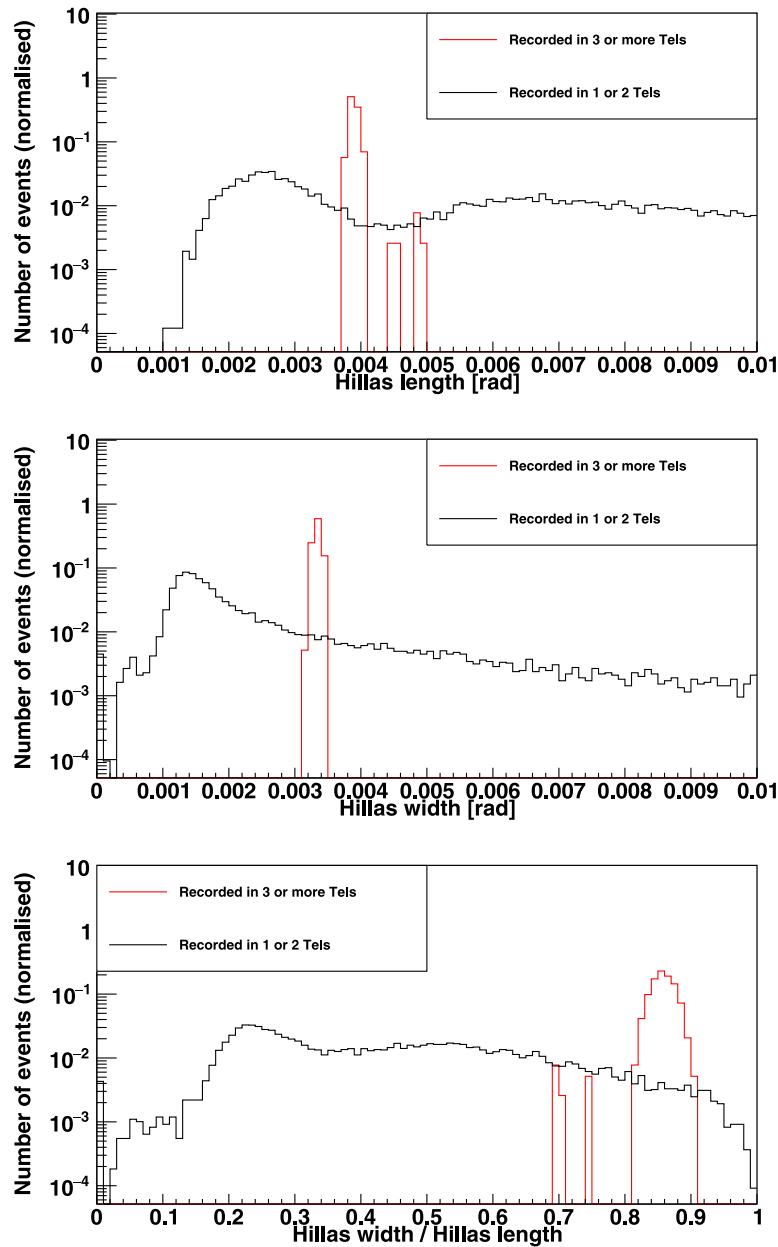 Number of events (normalised)
10
1
10⁻¹
10⁻²
10⁻³
10⁻⁴
Recorded in 3 or more Tels
Recorded in 1 or 2 Tels
0 0.001 0.002 0.003 0.004 0.005 0.006 0.007 0.008 0.009 0.01
Hillas length [rad]
Number of events (normalised)
10
1
10⁻¹
10⁻²
10⁻³
10⁻⁴
Recorded in 3 or more Tels
Recorded in 1 or 2 Tels
0 0.001 0.002 0.003 0.004 0.005 0.006 0.007 0.008 0.009 0.01
Hillas width [rad]
Number of events (normalised)
10
1
10⁻¹
10⁻²
10⁻³
10⁻⁴
Recorded in 3 or more Tels
Recorded in 1 or 2 Tels
0 0.1 0.2 0.3 0.4 0.5 0.6 0.7 0.8 0.9 1
Hillas width / Hillas length